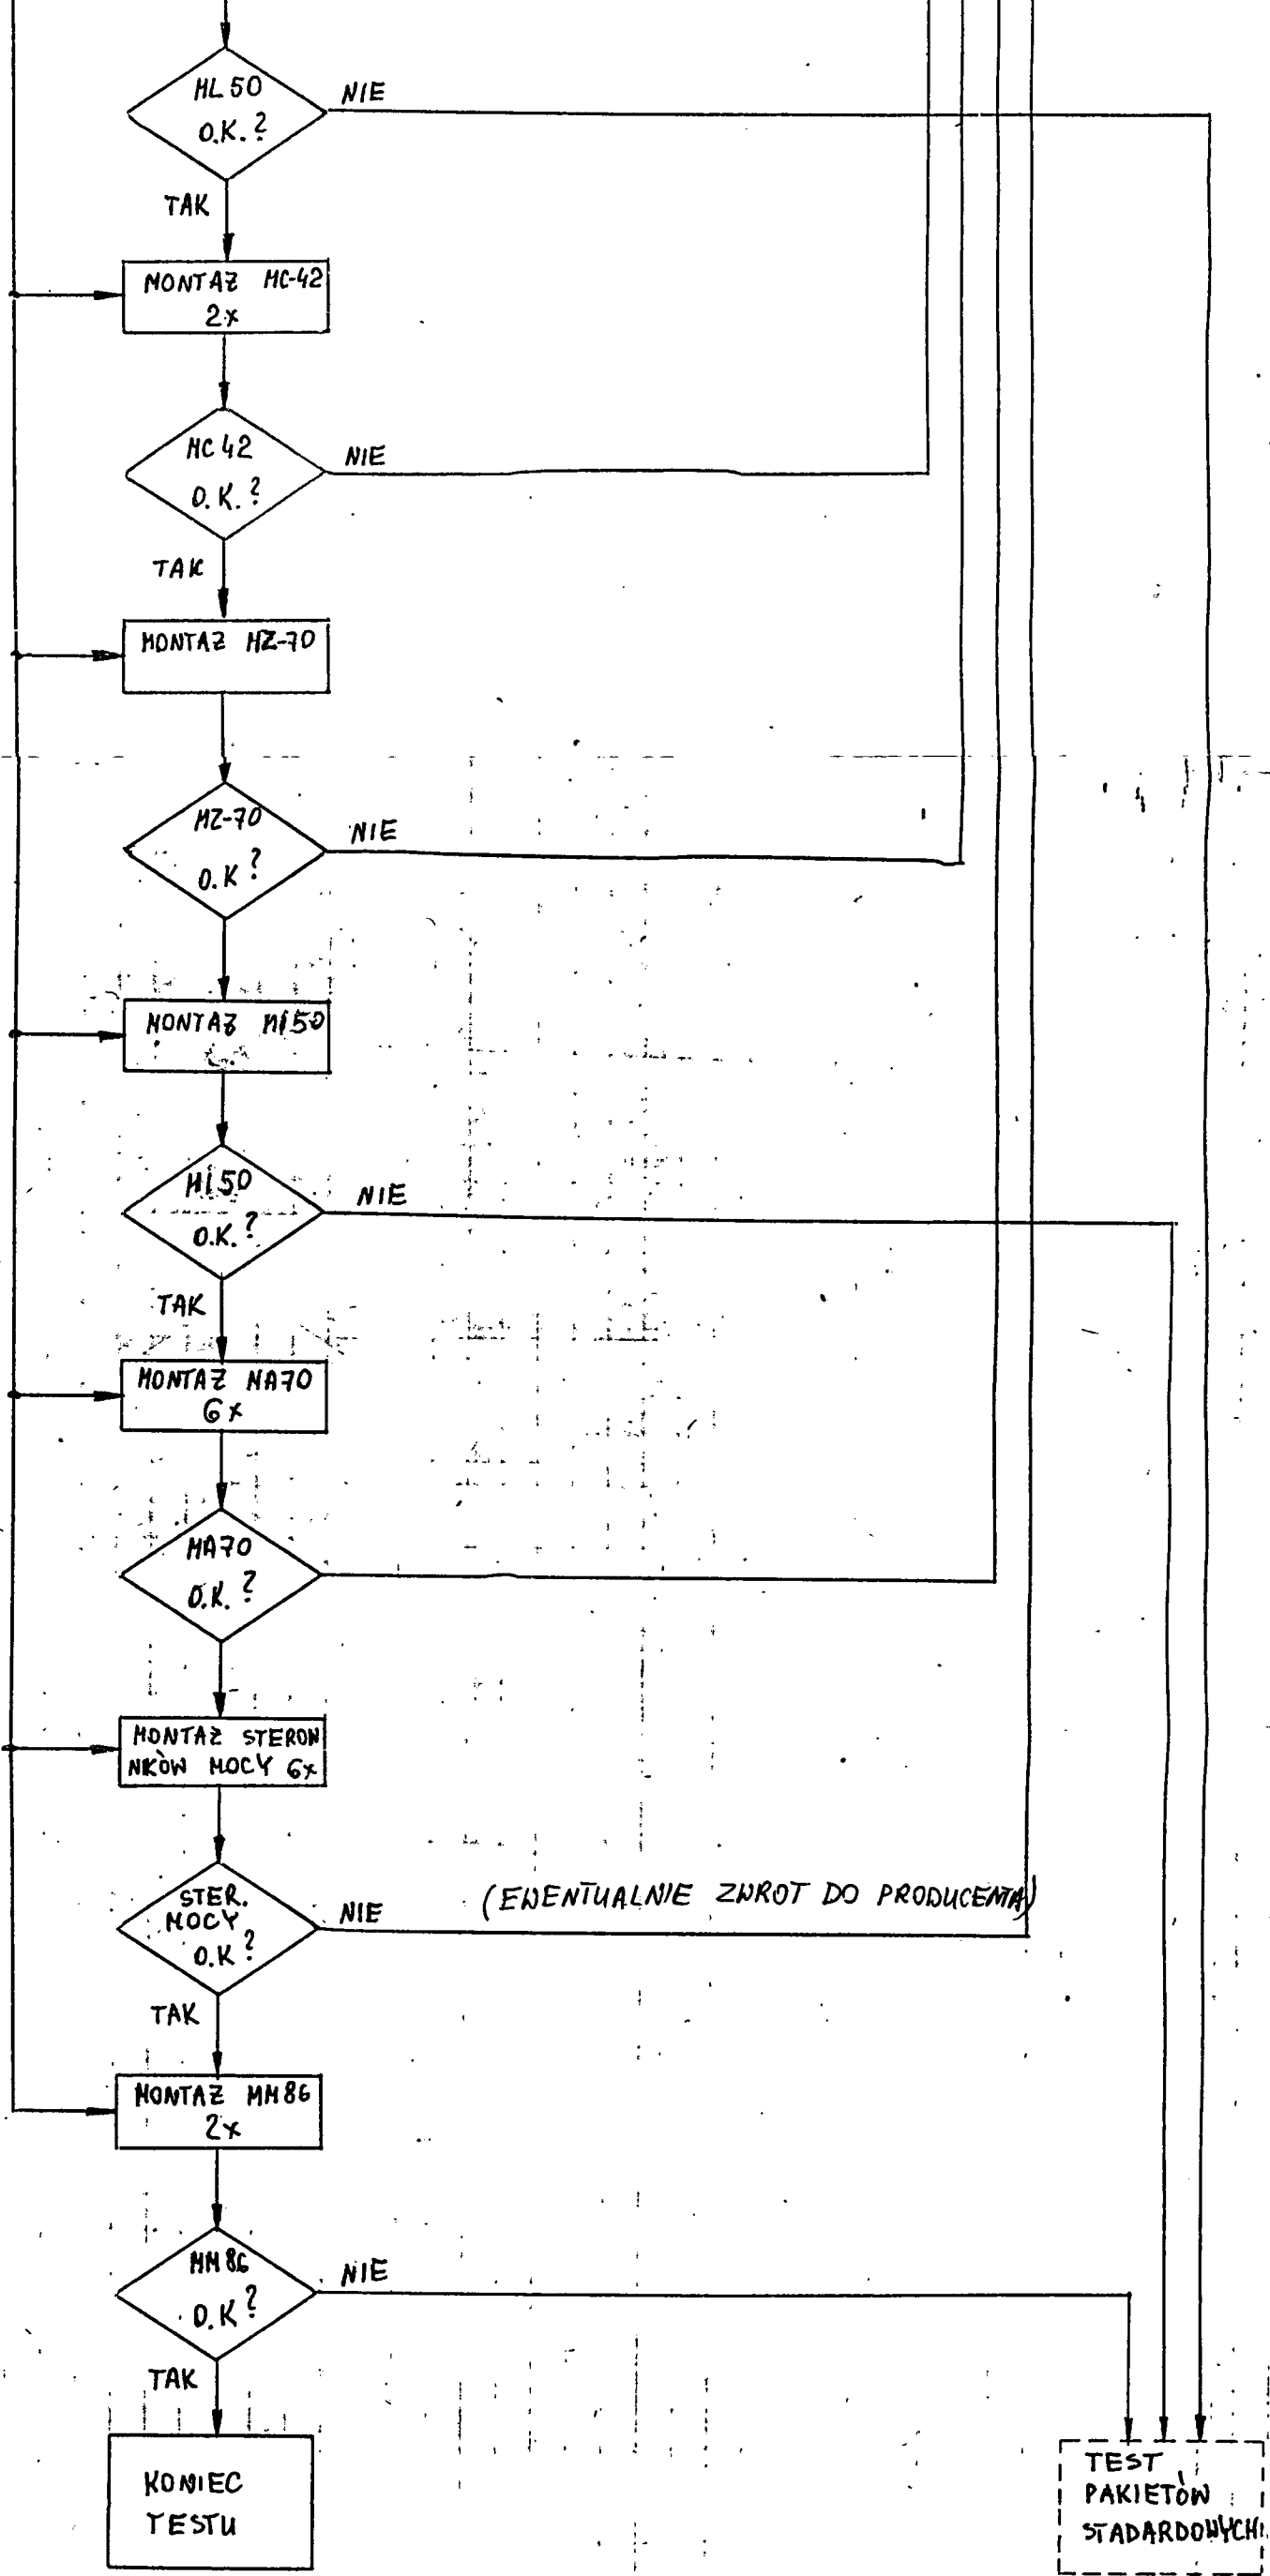 ML 50
O.K.?
NIE
TAK
MONTAŻ MC-42
2x
MC 42
O.K.?
NIE
TAK
MONTAŻ MZ-70
MZ-70
O.K?
NIE
MONTAŻ Mi50
Mi50
O.K.?
NIE
TAK
MONTAŻ MA70
6x
MA70
O.K.?
MONTAŻ STEROW
NKÓW MOCY 6x
STER.
MOCY
O.K?
NIE
(EWENTUALNIE ZWROT DO PRODUCENTA)
TAK
MONTAŻ MM86
2x
MM86
O.K?
NIE
TAK
KONIEC
TESTU
TEST
PAKIETÓW
STADARDOWYCH